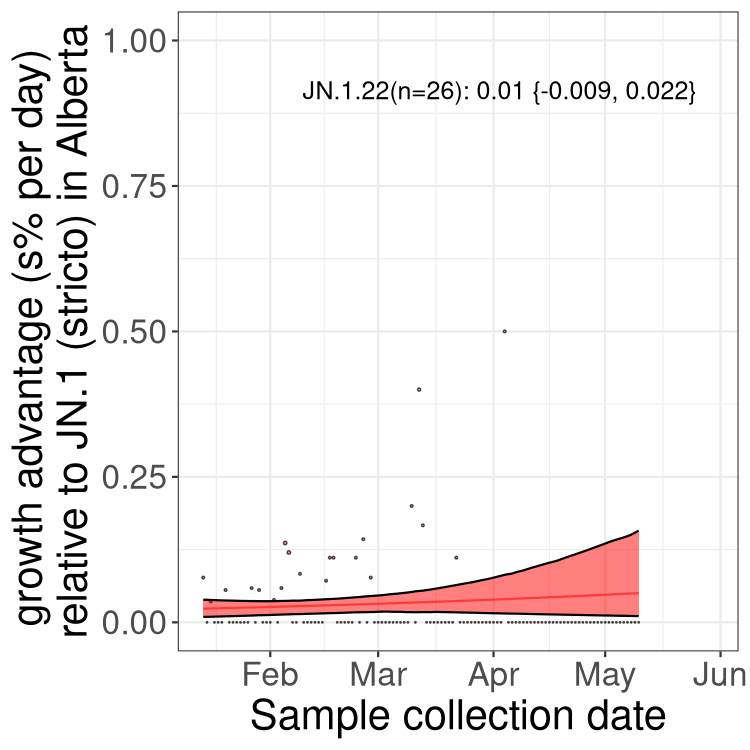 growth advantage (s% per day)
relative to JN.1 (stricto) in Alberta
1.00
0.75
0.50
0.25
0.00
JN.1.22(n=26): 0.01 {-0.009, 0.022}
Feb Mar Apr May Jun
Sample collection date